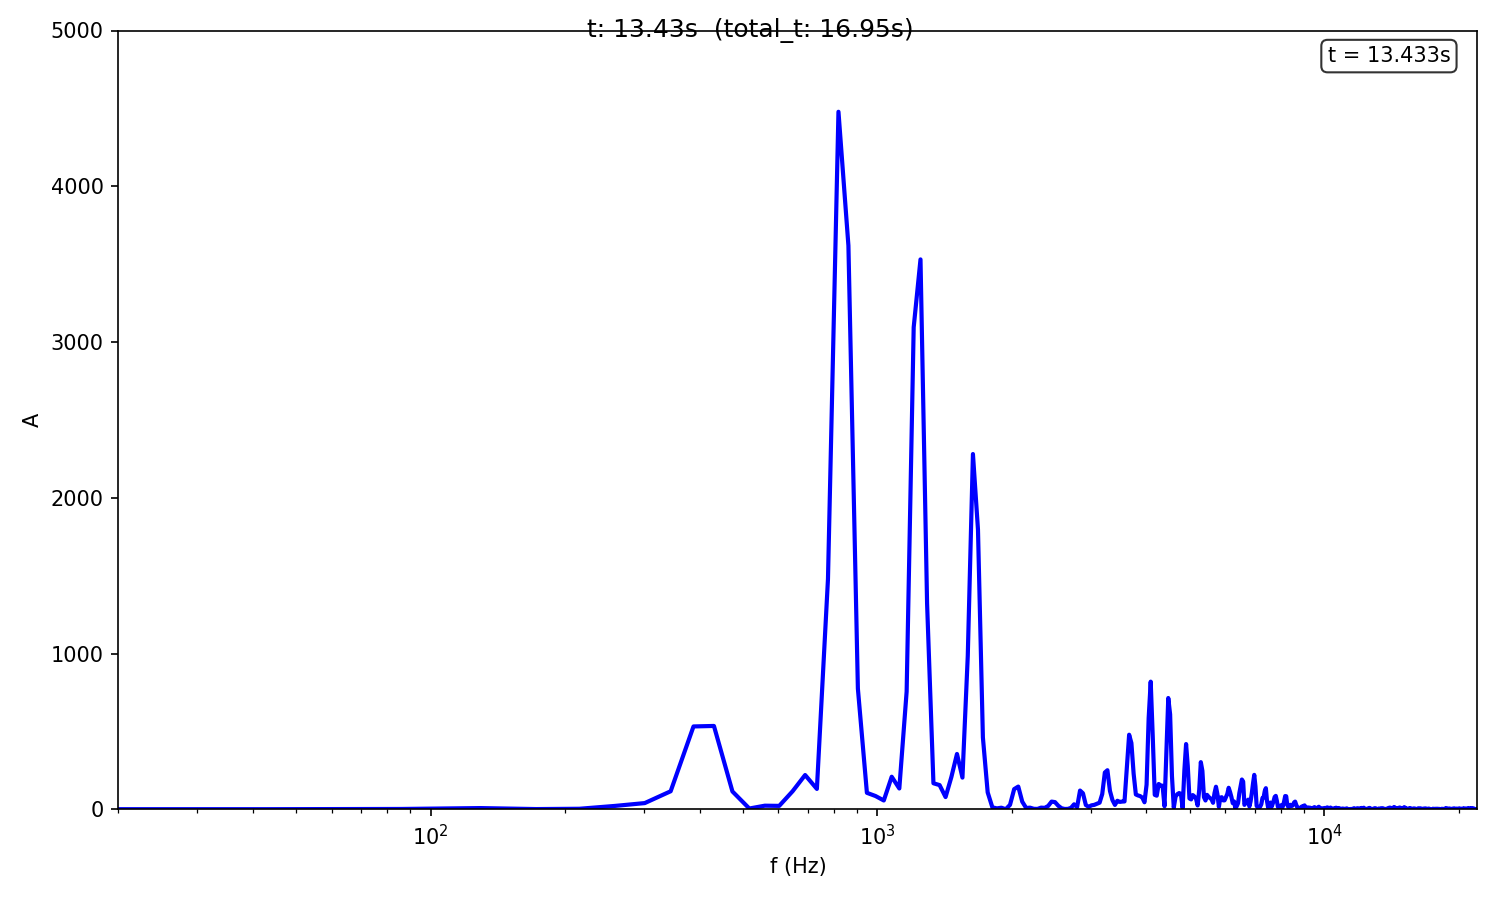 t: 13.43s  (total_t: 16.95s)
t = 13.433s
5000
4000
3000
2000
1000
0
A
10²
10³
10⁴
f (Hz)